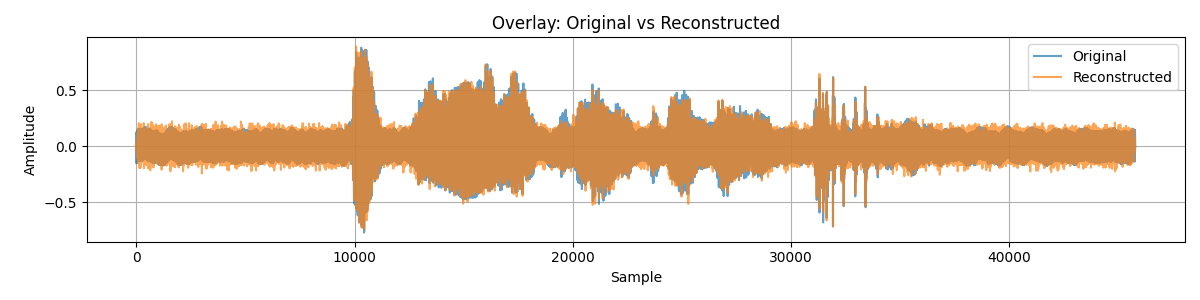 Overlay: Original vs Reconstructed
Original
Reconstructed
Amplitude
0.5
0.0
−0.5
0
10000
20000
30000
40000
Sample